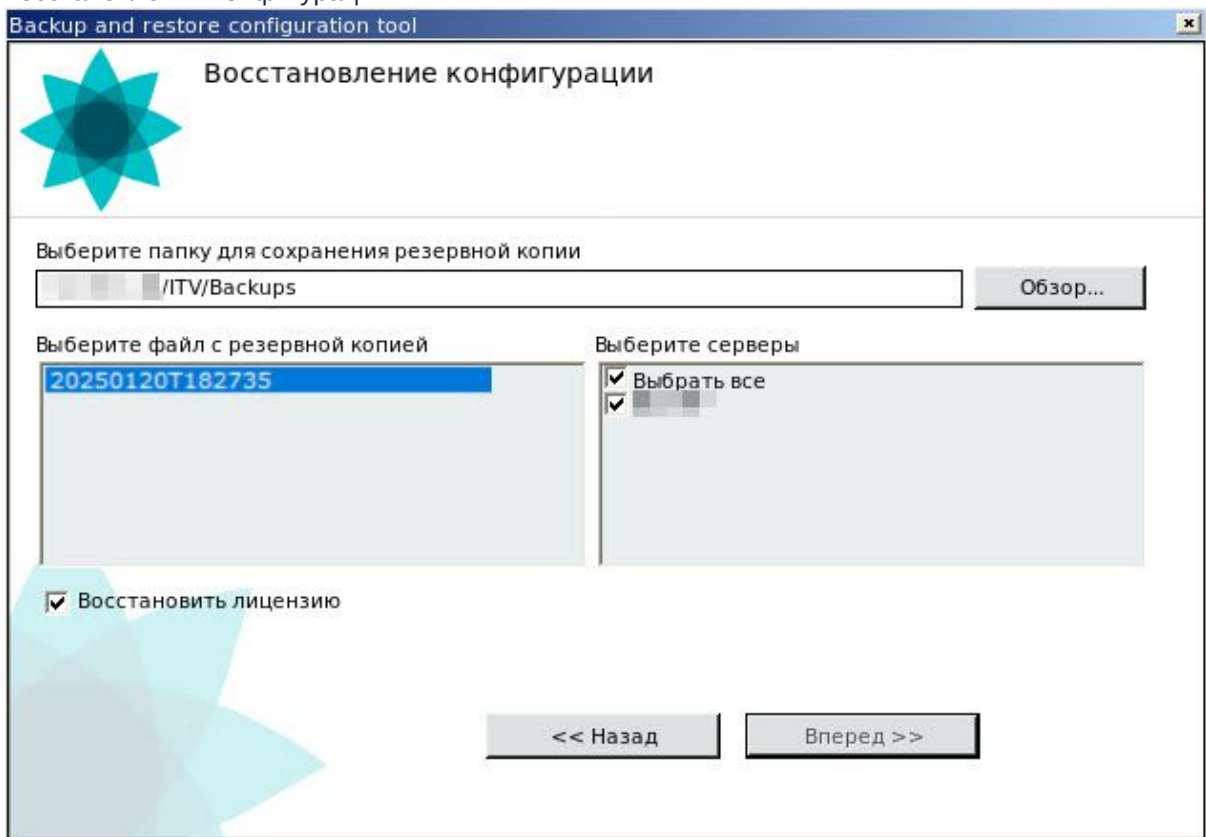 Backup and restore configuration tool
Восстановление конфигурации
Выберите папку для сохранения резервной копии
/ITV/Backups
Обзор...
Выберите файл с резервной копией
Выберите серверы
20250120T182735
Выбрать все
Восстановить лицензию
<< Назад
Вперед >>